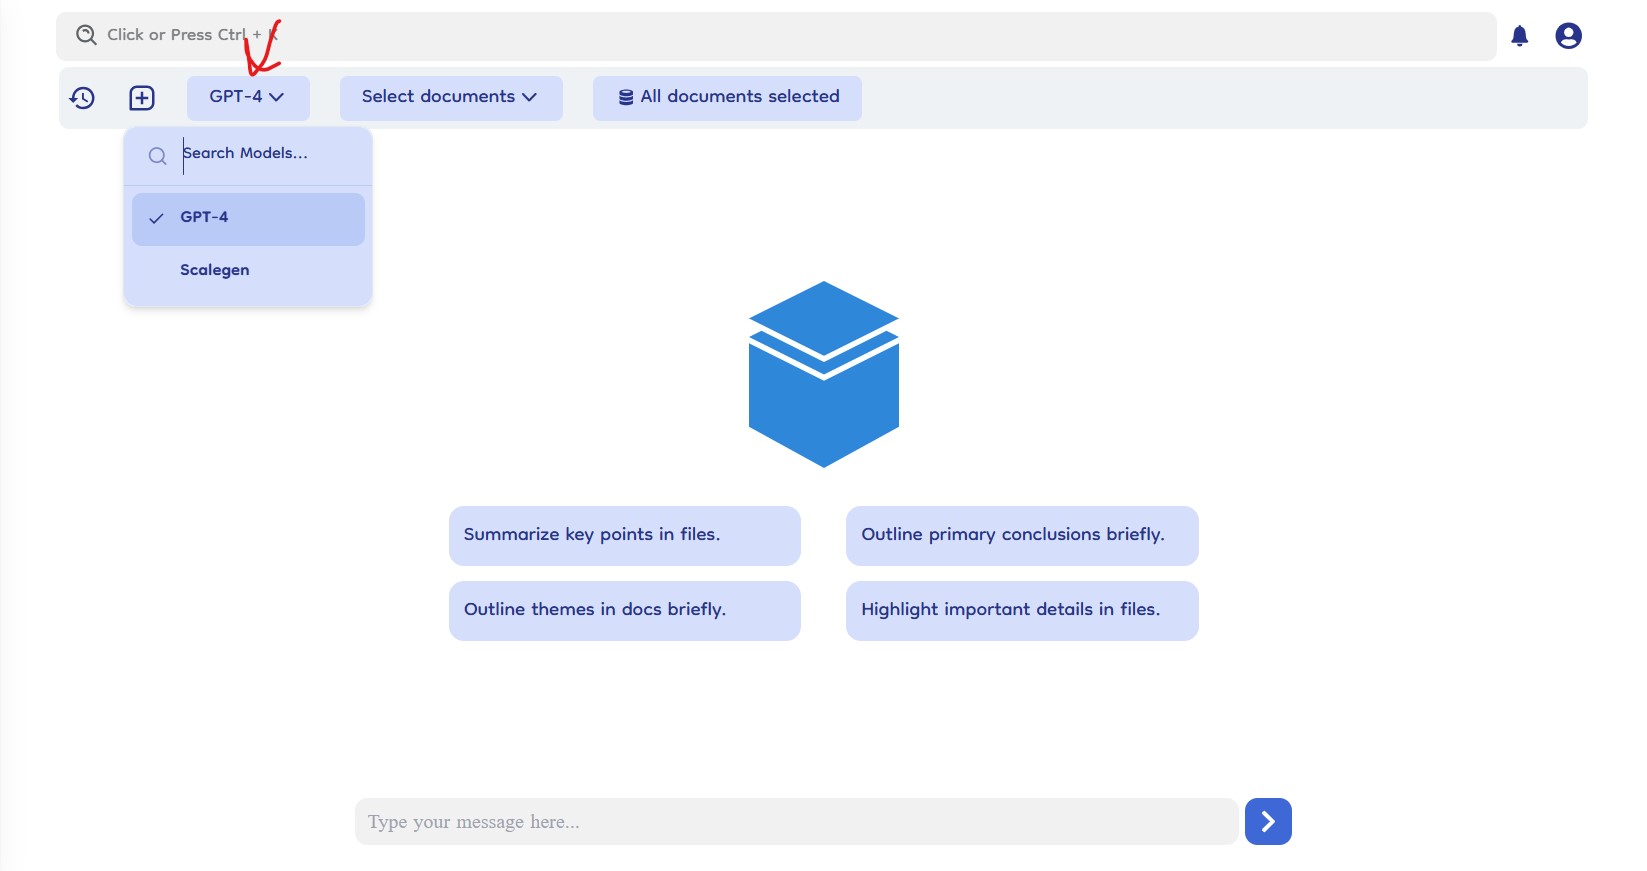 Click or Press Ctrl + K
GPT-4
Select documents
All documents selected
Search Models...
GPT-4
Scalegen
Summarize key points in files.
Outline primary conclusions briefly.
Outline themes in docs briefly.
Highlight important details in files.
Type your message here...